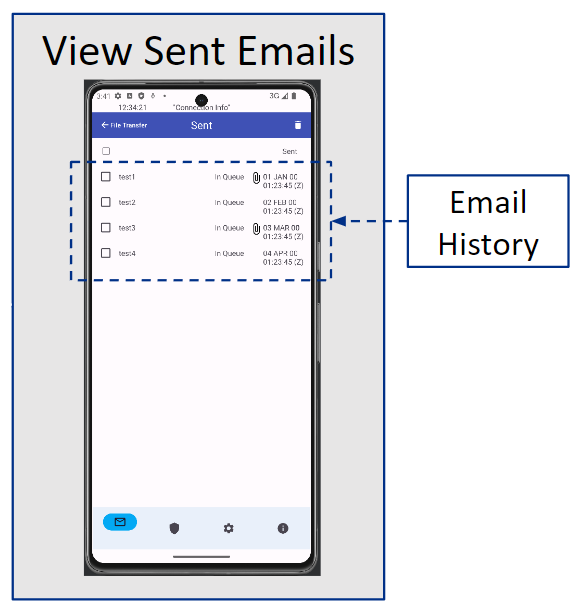 View Sent Emails
3:41
3G
12:34:21 "Connection Info"
File Transfer Sent
Sent
test1 In Queue 01 JAN 00
01:23:45 (Z)
test2 In Queue 02 FEB 00
01:23:45 (Z)
test3 In Queue 03 MAR 00
01:23:45 (Z)
test4 In Queue 04 APR 00
01:23:45 (Z)
Email
History